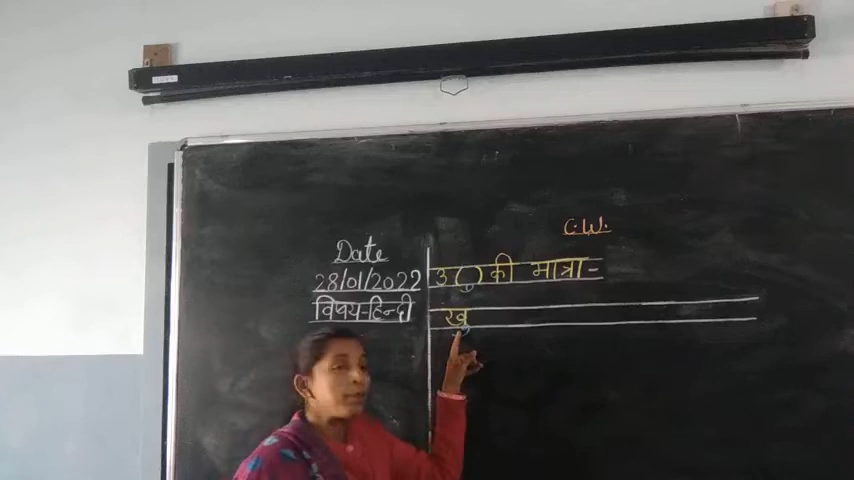 C.W.
Date
28/01/2022
विषय-हिन्दी
उ( ु) की मात्रा-
खु